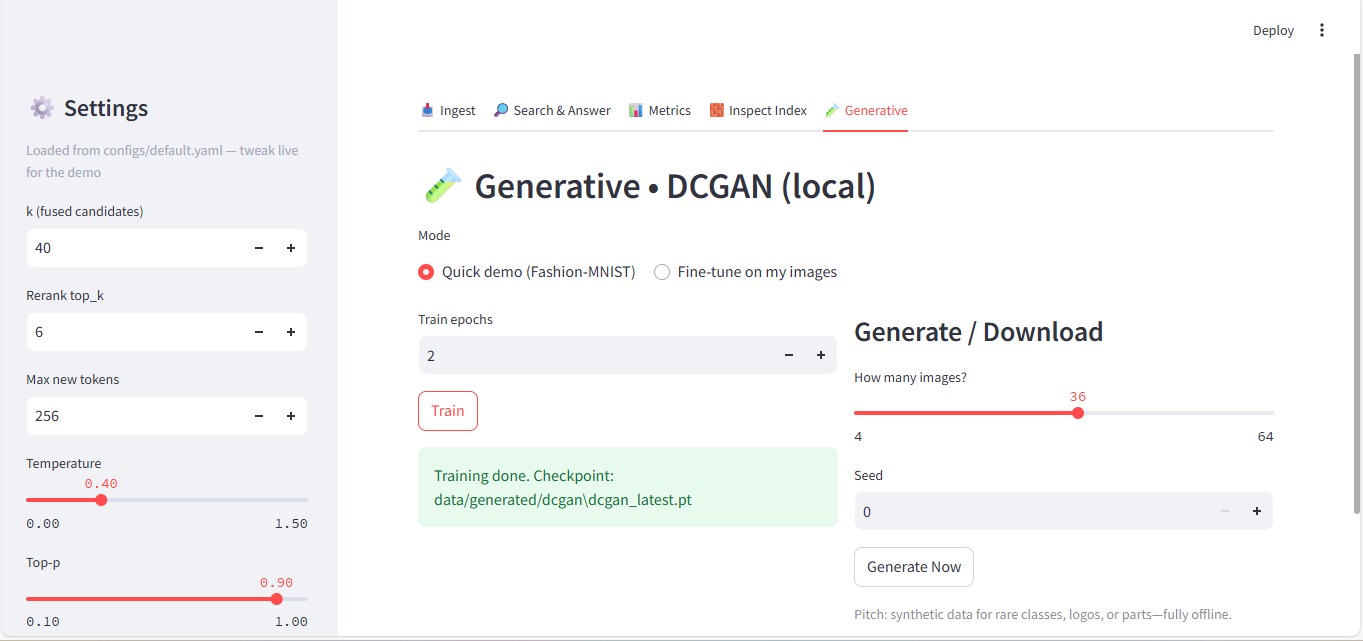 Deploy
Settings
Loaded from configs/default.yaml — tweak live
for the demo
k (fused candidates)
40
Rerank top_k
6
Max new tokens
256
Temperature
0.40
0.00 1.50
Top-p
0.90
0.10 1.00
Ingest Search & Answer Metrics Inspect Index Generative
Generative • DCGAN (local)
Mode
Quick demo (Fashion-MNIST) Fine-tune on my images
Train epochs
2
Train
Training done. Checkpoint:
data/generated/dcgan\dcgan_latest.pt
Generate / Download
How many images?
36
4 64
Seed
0
Generate Now
Pitch: synthetic data for rare classes, logos, or parts—fully offline.